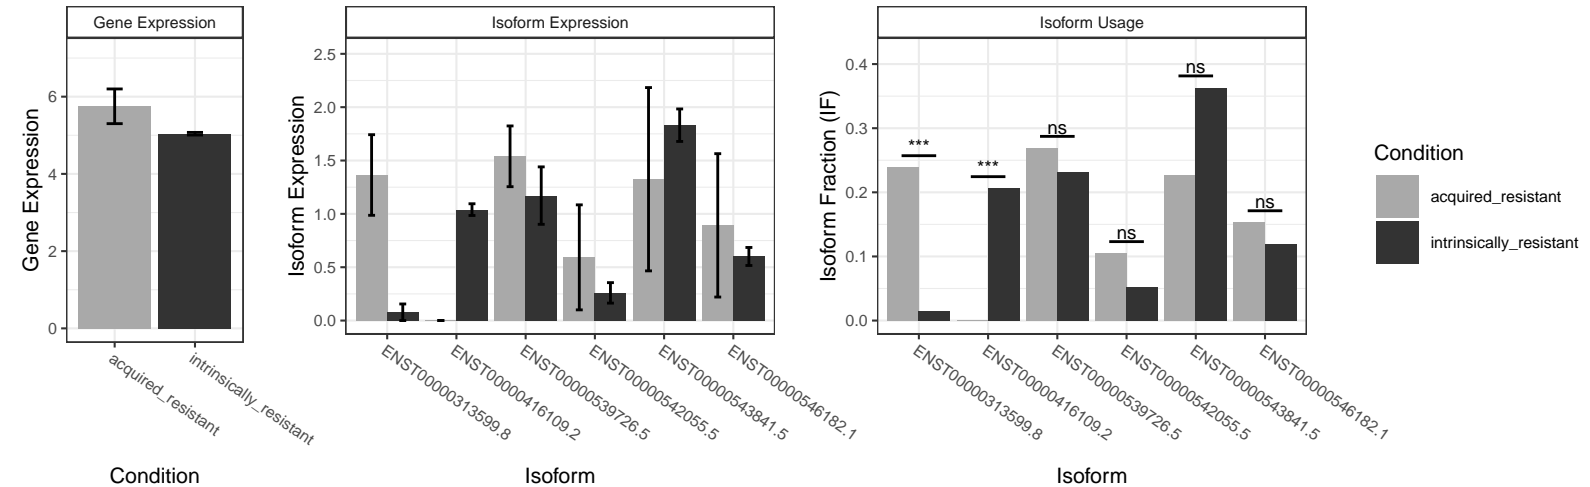 Gene Expression
Isoform Expression
Isoform Usage
Gene Expression
0
2
4
6
acquired_resistant
intrinsically_resistant
Condition
Isoform Expression
0.0
0.5
1.0
1.5
2.0
2.5
ENST00000313599.8
ENST00000416109.2
ENST00000539726.5
ENST00000542055.5
ENST00000543841.5
ENST00000546182.1
Isoform
Isoform Fraction (IF)
0.0
0.1
0.2
0.3
0.4
***
***
ns
ns
ns
ns
ENST00000313599.8
ENST00000416109.2
ENST00000539726.5
ENST00000542055.5
ENST00000543841.5
ENST00000546182.1
Isoform
Condition
acquired_resistant
intrinsically_resistant